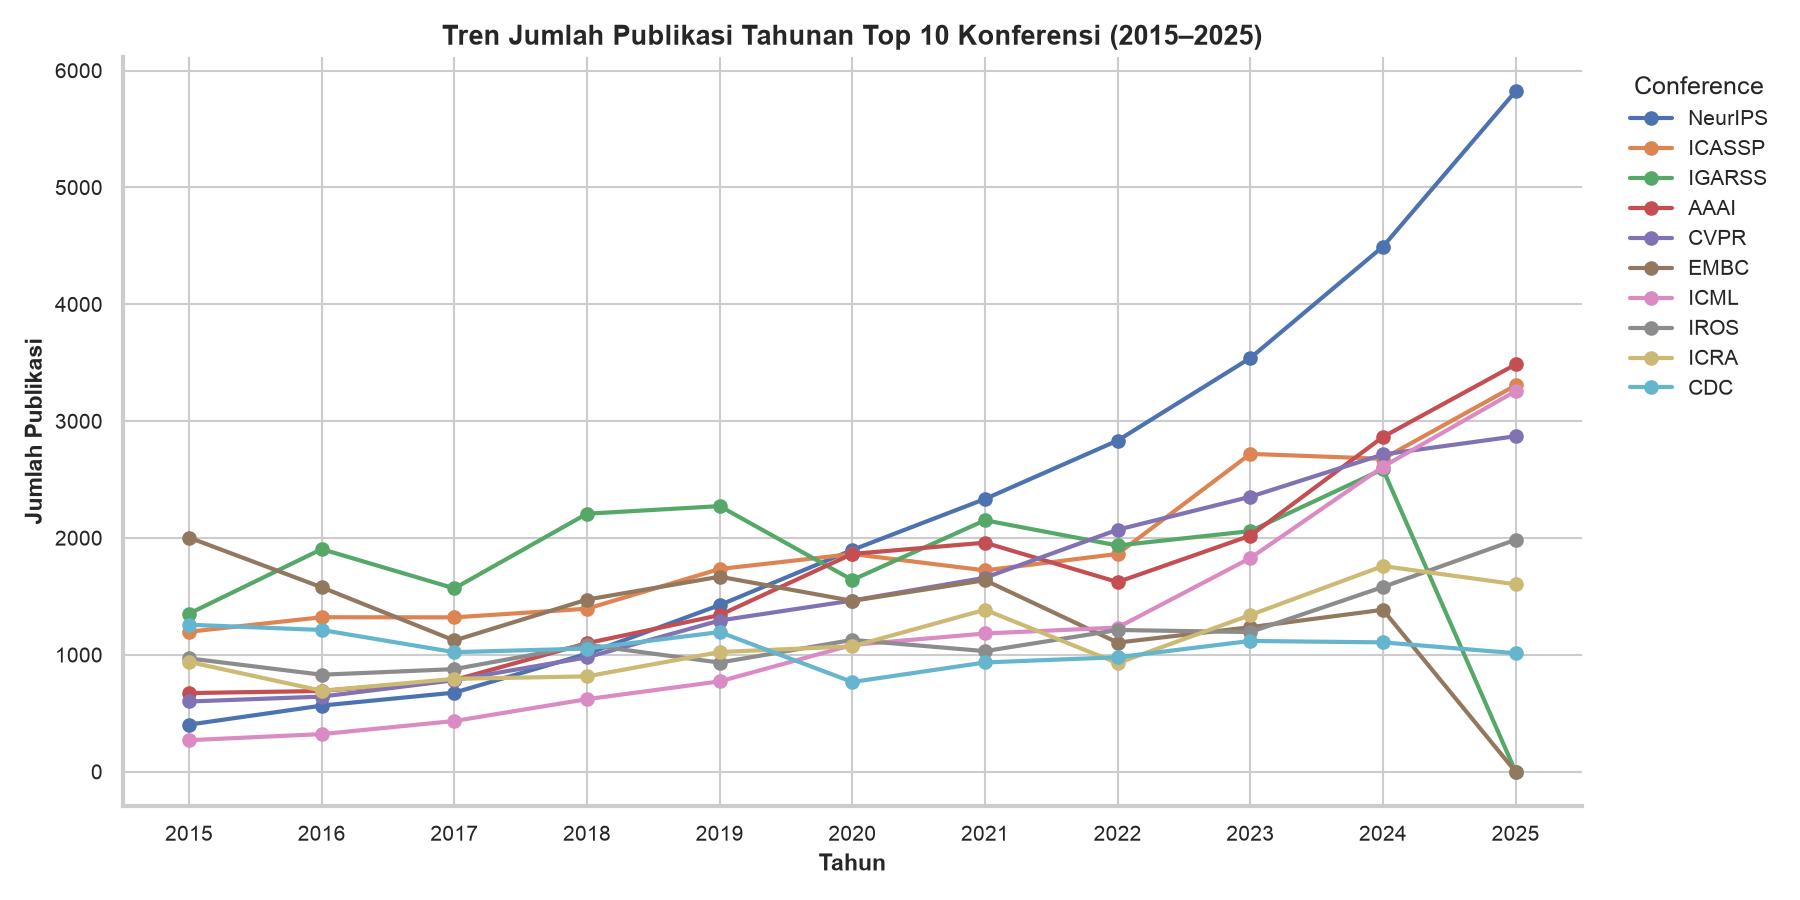 Tren Jumlah Publikasi Tahunan Top 10 Konferensi (2015–2025)
Jumlah Publikasi
6000
5000
4000
3000
2000
1000
0
2015 2016 2017 2018 2019 2020 2021 2022 2023 2024 2025
Tahun
Conference
NeurIPS
ICASSP
IGARSS
AAAI
CVPR
EMBC
ICML
IROS
ICRA
CDC